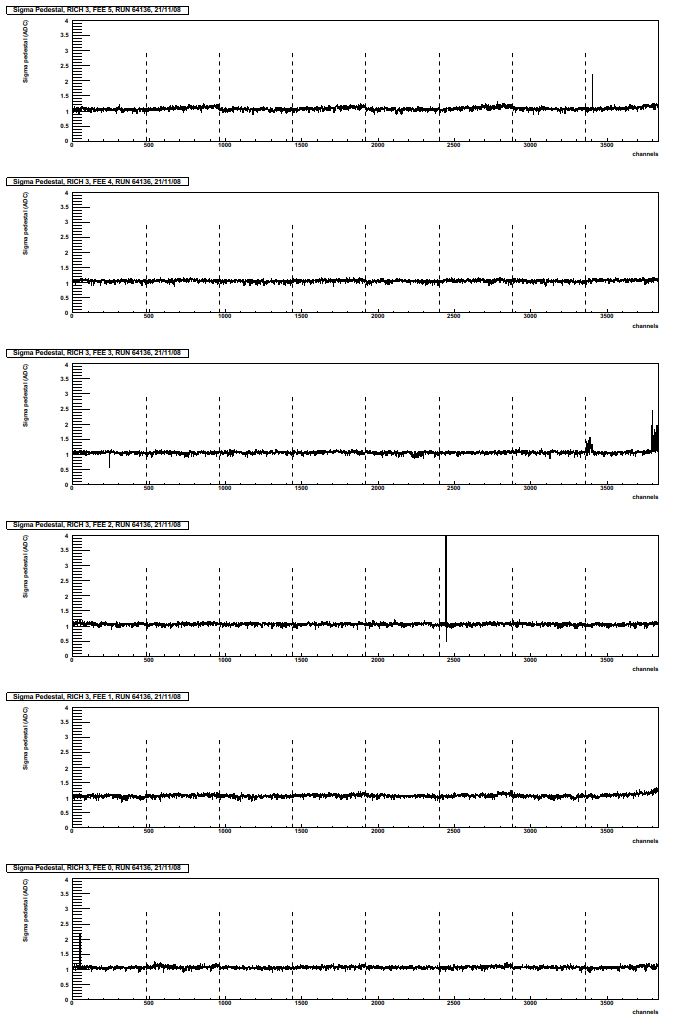 Sigma Pedestal, RICH 3, FEE 5, RUN 64136, 21/11/08
Sigma pedestal (ADC)
4
3.5
3
2.5
2
1.5
1
0.5
0
0 500 1000 1500 2000 2500 3000 3500
channels
Sigma Pedestal, RICH 3, FEE 4, RUN 64136, 21/11/08
Sigma pedestal (ADC)
4
3.5
3
2.5
2
1.5
1
0.5
0
0 500 1000 1500 2000 2500 3000 3500
channels
Sigma Pedestal, RICH 3, FEE 3, RUN 64136, 21/11/08
Sigma pedestal (ADC)
4
3.5
3
2.5
2
1.5
1
0.5
0
0 500 1000 1500 2000 2500 3000 3500
channels
Sigma Pedestal, RICH 3, FEE 2, RUN 64136, 21/11/08
Sigma pedestal (ADC)
4
3.5
3
2.5
2
1.5
1
0.5
0
0 500 1000 1500 2000 2500 3000 3500
channels
Sigma Pedestal, RICH 3, FEE 1, RUN 64136, 21/11/08
Sigma pedestal (ADC)
4
3.5
3
2.5
2
1.5
1
0.5
0
0 500 1000 1500 2000 2500 3000 3500
channels
Sigma Pedestal, RICH 3, FEE 0, RUN 64136, 21/11/08
Sigma pedestal (ADC)
4
3.5
3
2.5
2
1.5
1
0.5
0
0 500 1000 1500 2000 2500 3000 3500
channels